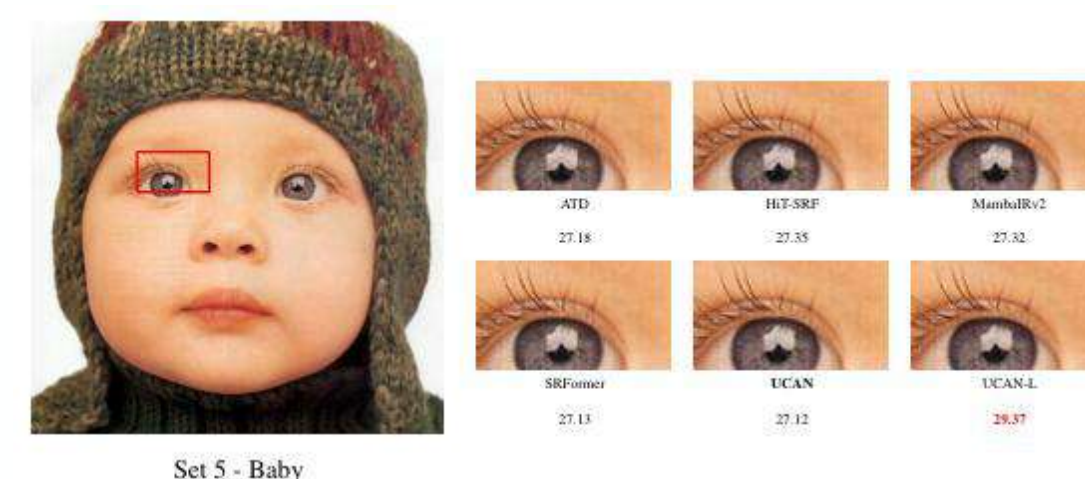 ATD HiT-SRF MambaIRv2
27.18 27.35 27.32
SRFormer UCAN UCAN-L
27.13 27.12 29.37
Set 5 - Baby